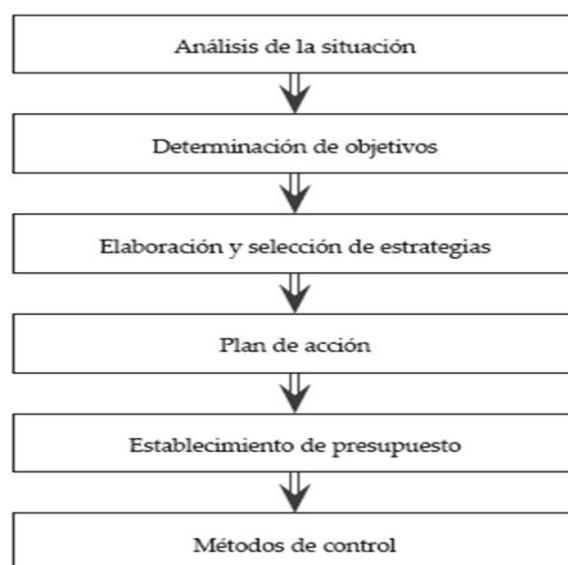 Análisis de la situación
Determinación de objetivos
Elaboración y selección de estrategias
Plan de acción
Establecimiento de presupuesto
Métodos de control